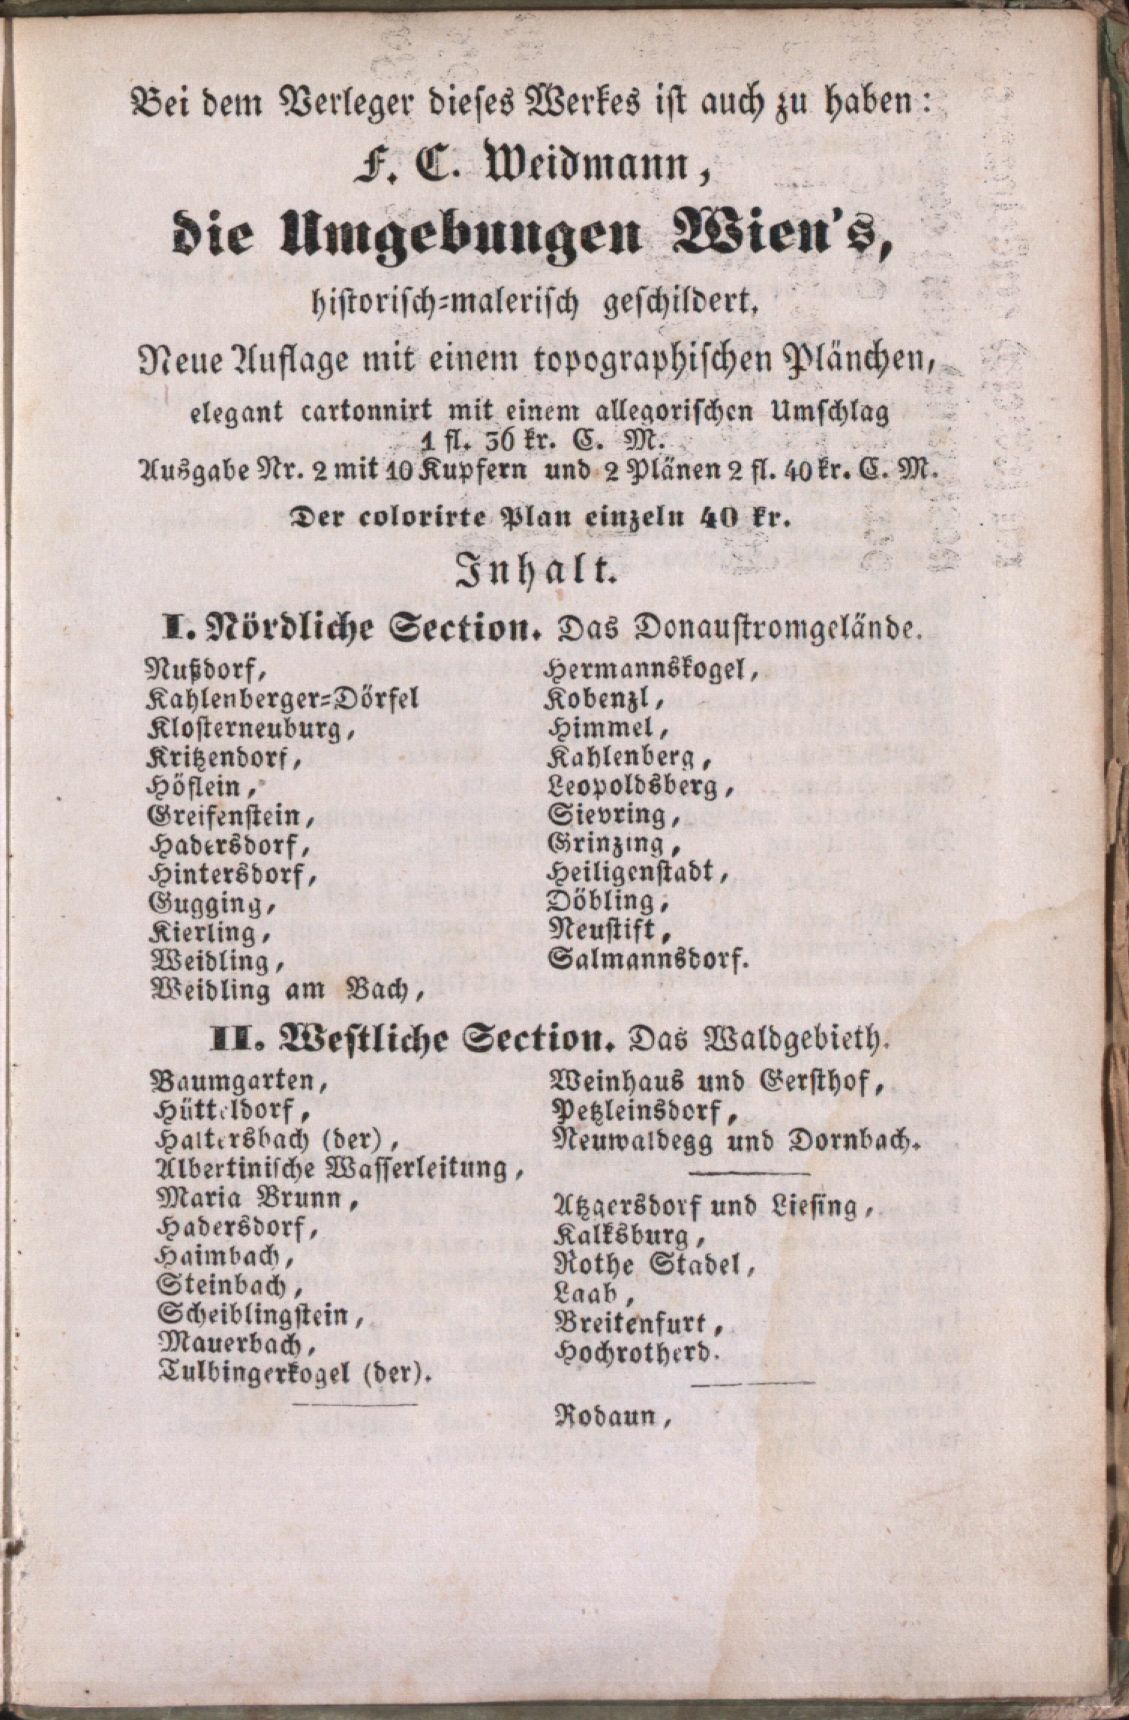 Bei dem Verleger dieses Werkes ist auch zu haben:
F. C. Weidmann,
die Umgebungen Wien's,
historisch-malerisch geschildert.
Neue Auflage mit einem topographischen Plänchen,
elegant cartonnirt mit einem allegorischen Umschlag
1 fl. 36 kr. C. M.
Ausgabe Nr. 2 mit 10 Kupfern und 2 Plänen 2 fl. 40 kr. C. M.
Der colorirte Plan einzeln 40 kr.
Inhalt.
I. Nördliche Section. Das Donaustromgelände.
Nußdorf,
Kahlenberger-Dörfel
Klosterneuburg,
Kritzendorf,
Höflein,
Greifenstein,
Hadersdorf,
Hintersdorf,
Gugging,
Kierling,
Weidling,
Weidling am Bach,
Hermannskogel,
Kobenzl,
Himmel,
Kahlenberg,
Leopoldsberg,
Sievring,
Grinzing,
Heiligenstadt,
Döbling,
Neustift,
Salmannsdorf.
II. Westliche Section. Das Waldgebieth.
Baumgarten,
Hütteldorf,
Haltersbach (der),
Albertinische Wasserleitung,
Maria Brunn,
Hadersdorf,
Haimbach,
Steinbach,
Scheiblingstein,
Mauerbach,
Tulbingerkogel (der).
Weinhaus und Gersthof,
Petzleinsdorf,
Neuwaldegg und Dornbach.
Atzgersdorf und Liesing,
Kalksburg,
Rothe Stadel,
Laab,
Breitenfurt,
Hochrotherd.
Rodaun,